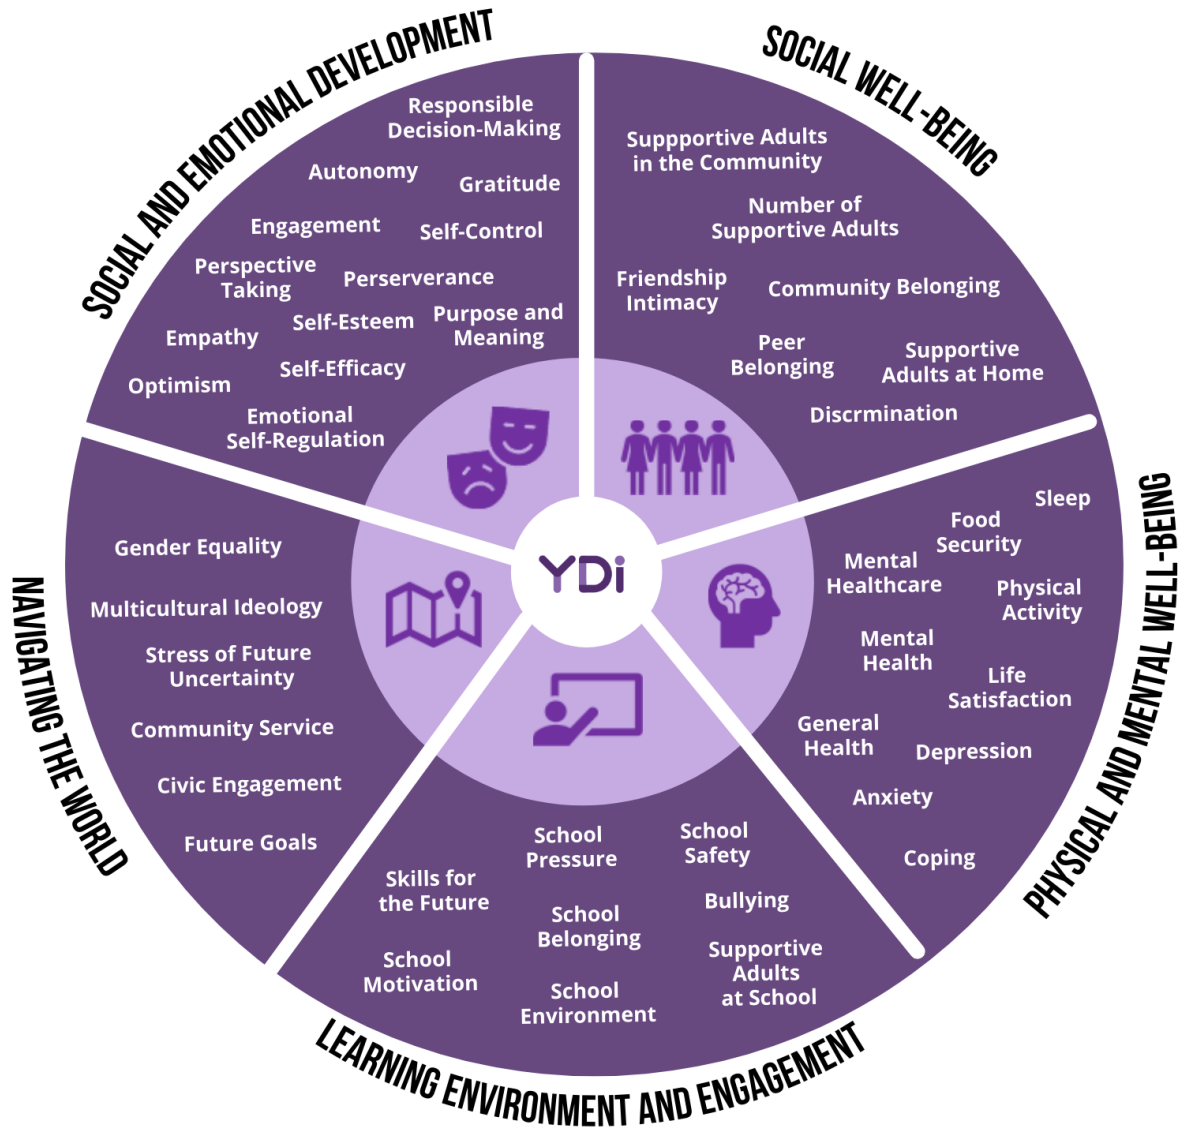 SOCIAL AND EMOTIONAL DEVELOPMENT
Responsible
Decision-Making
Autonomy
Gratitude
Engagement
Self-Control
Perspective
Taking
Perserverance
Empathy
Self-Esteem
Purpose and
Meaning
Optimism
Self-Efficacy
Emotional
Self-Regulation
SOCIAL WELL-BEING
Suppportive Adults
in the Community
Number of
Supportive Adults
Friendship
Intimacy
Community Belonging
Peer
Belonging
Supportive
Adults at Home
Discrmination
PHYSICAL AND MENTAL WELL-BEING
Sleep
Food
Security
Mental
Healthcare
Physical
Activity
Mental
Health
Life
Satisfaction
General
Health
Depression
Anxiety
Coping
LEARNING ENVIRONMENT AND ENGAGEMENT
School
Pressure
School
Safety
Skills for
the Future
Bullying
School
Belonging
School
Motivation
Supportive
Adults
at School
School
Environment
NAVIGATING THE WORLD
Gender Equality
Multicultural Ideology
Stress of Future
Uncertainty
Community Service
Civic Engagement
Future Goals
YDi